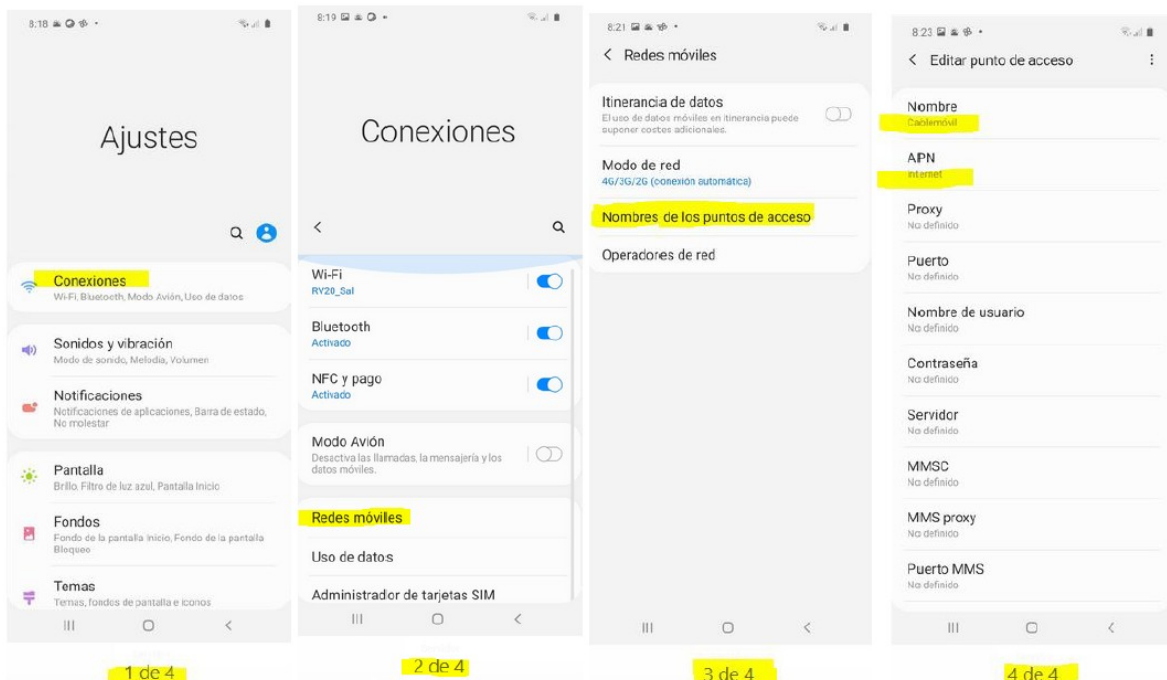 8:18
Ajustes
Conexiones
Wi-Fi, Bluetooth, Modo Avión, Uso de datos
Sonidos y vibración
Modo de sonido, Melodía, Volumen
Notificaciones
Notificaciones de aplicaciones, Barra de estado,
No molestar
Pantalla
Brillo, Filtro de luz azul, Pantalla Inicio
Fondos
Fondo de la pantalla Inicio, Fondo de la pantalla
Bloqueo
Temas
Temas, fondos de pantalla e iconos
1 de 4
8:19
Conexiones
Wi-Fi
RY20_Sal
Bluetooth
Activado
NFC y pago
Activado
Modo Avión
Desactiva las llamadas, la mensajería y los
datos móviles.
Redes móviles
Uso de datos
Administrador de tarjetas SIM
2 de 4
8:21
Redes móviles
Itinerancia de datos
El uso de datos móviles en itinerancia puede
suponer costes adicionales.
Modo de red
4G/3G/2G (conexión automática)
Nombres de los puntos de acceso
Operadores de red
3 de 4
8:23
Editar punto de acceso
Nombre
Cablemóvil
APN
internet
Proxy
No definido
Puerto
No definido
Nombre de usuario
No definido
Contraseña
No definido
Servidor
No definido
MMSC
No definido
MMS proxy
No definido
Puerto MMS
No definido
4 de 4